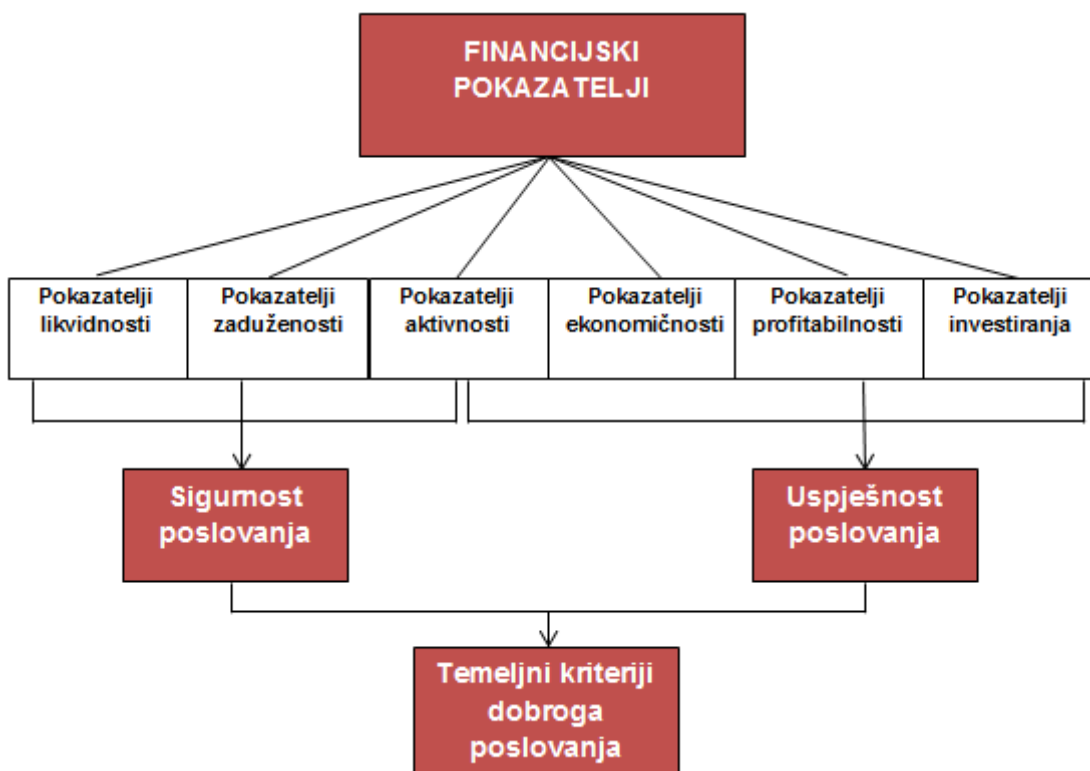 FINANCIJSKI
POKAZATELJI
Pokazatelji
likvidnosti
Pokazatelji
zaduženosti
Pokazatelji
aktivnosti
Pokazatelji
ekonomičnosti
Pokazatelji
profitabilnosti
Pokazatelji
investiranja
Sigurnost
poslovanja
Uspješnost
poslovanja
Temeljni kriteriji
dobroga
poslovanja